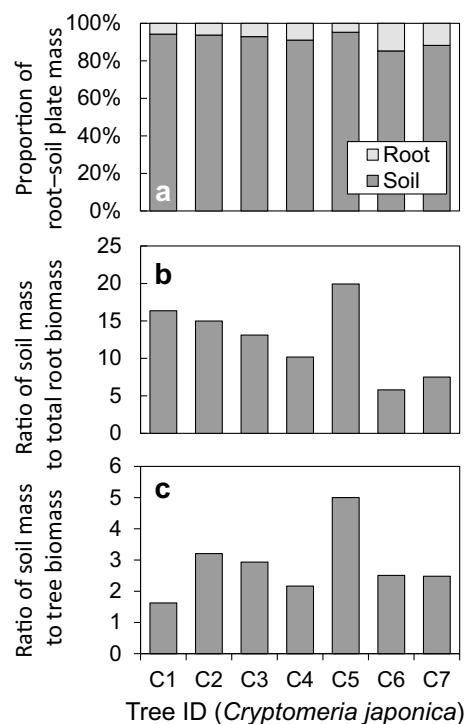 100%
80%
60%
40%
20%
0%
Proportion of
root–soil plate mass
Root
Soil
a
25
20
15
10
5
0
Ratio of soil mass
to total root biomass
b
6
5
4
3
2
1
0
Ratio of soil mass
to tree biomass
c
C1 C2 C3 C4 C5 C6 C7
Tree ID (Cryptomeria japonica)